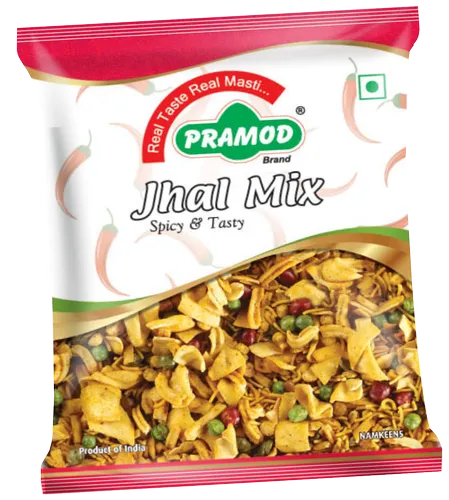 Real Taste Real Masti...
PRAMOD®
Brand
Jhal Mix
Spicy & Tasty
Product of India
NAMKEENS